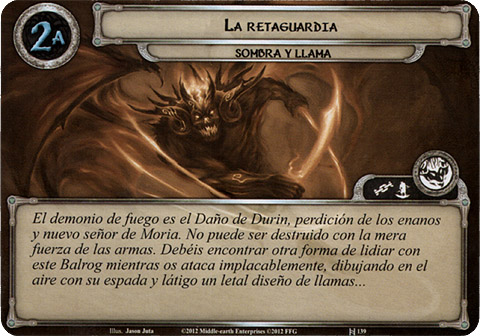 2A
LA RETAGUARDIA
SOMBRA Y LLAMA
El demonio de fuego es el Daño de Durin, perdición de los enanos
y nuevo señor de Moria. No puede ser destruido con la mera
fuerza de las armas. Debéis encontrar otra forma de lidiar con
este Balrog mientras os ataca implacablemente, dibujando en el
aire con su espada y látigo un letal diseño de llamas...
Illus. Jason Juta ©2012 Middle-earth Enterprises ©2012 FFG 139